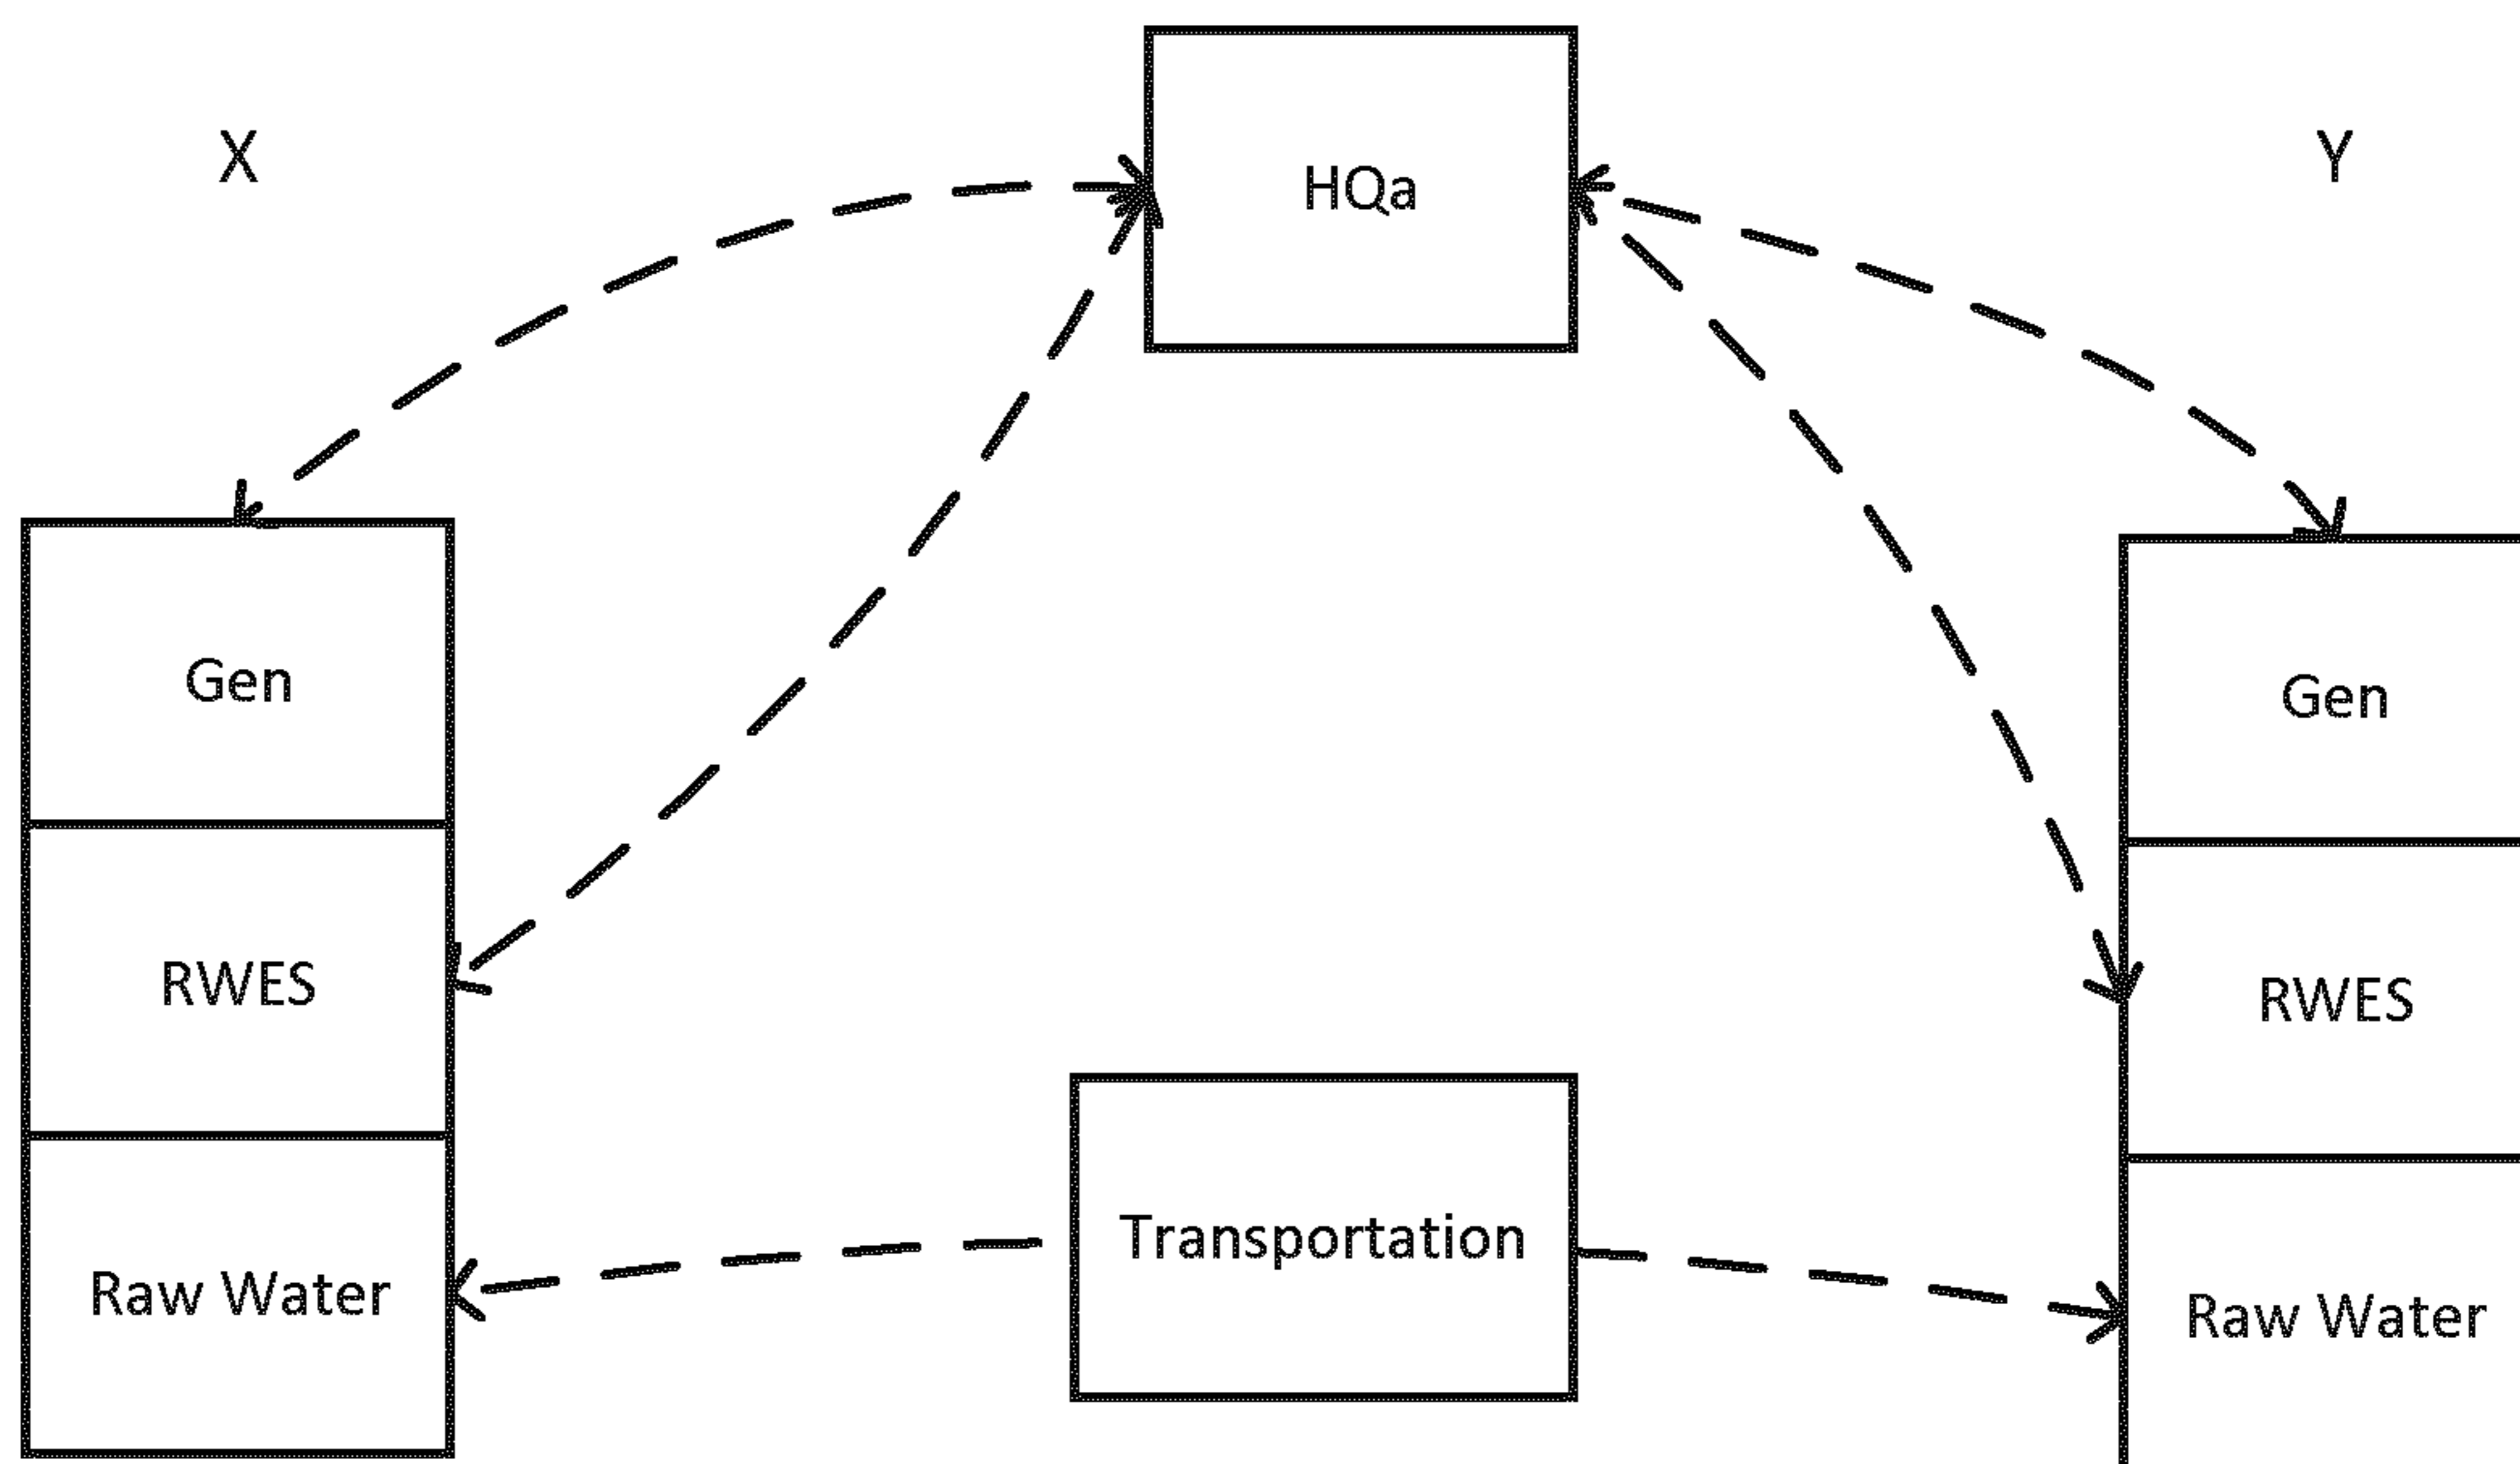 X
HQa
Y
Gen
RWES
Raw Water
Transportation
Gen
RWES
Raw Water